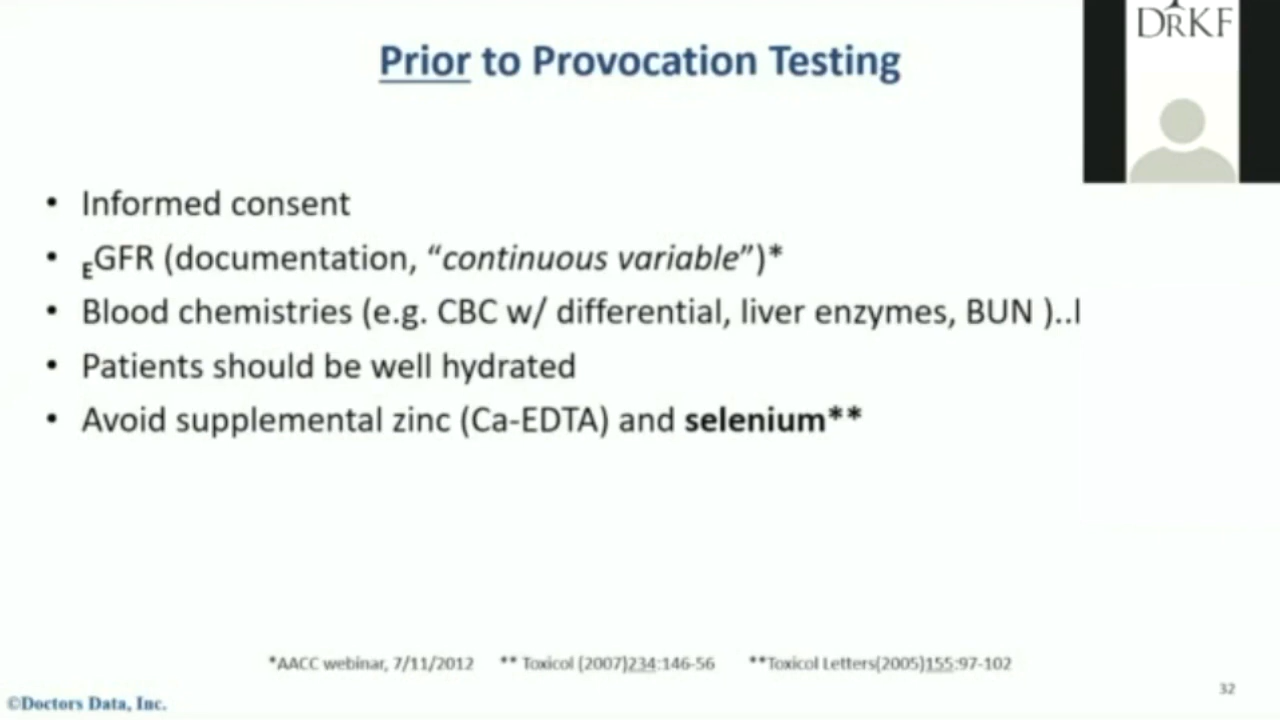 DRKF
Prior to Provocation Testing
• Informed consent
• EGFR (documentation, “continuous variable”)*
• Blood chemistries (e.g. CBC w/ differential, liver enzymes, BUN )..l
• Patients should be well hydrated
• Avoid supplemental zinc (Ca-EDTA) and selenium**
*AACC webinar, 7/11/2012 ** Toxicol (2007)234:146-56 **Toxicol Letters(2005)155:97-102
32
©Doctors Data, Inc.